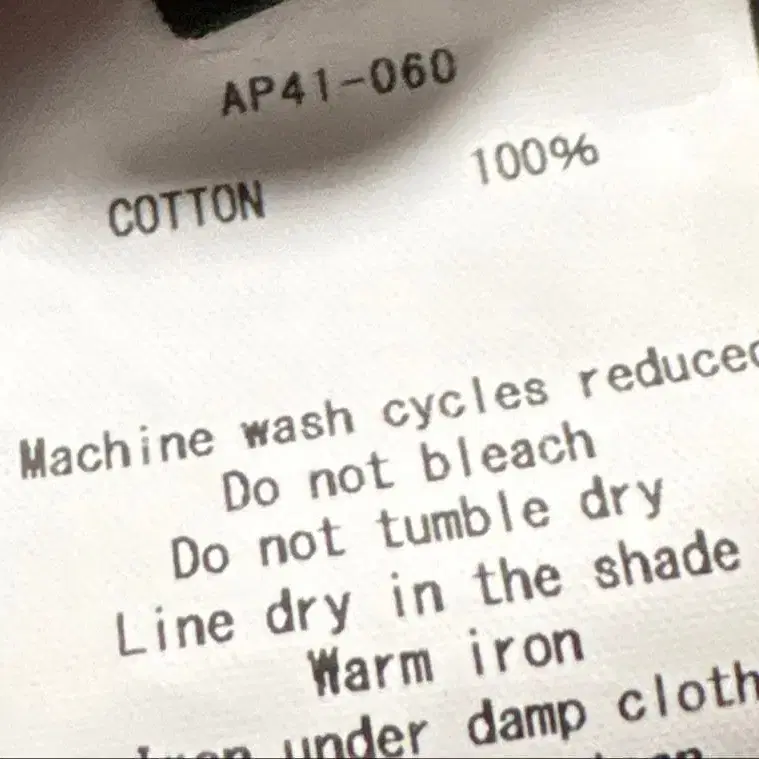 AP41-060
COTTON 100%
Machine wash cycles reduced
Do not bleach
Do not tumble dry
Line dry in the shade
Warm iron
Iron under damp cloth